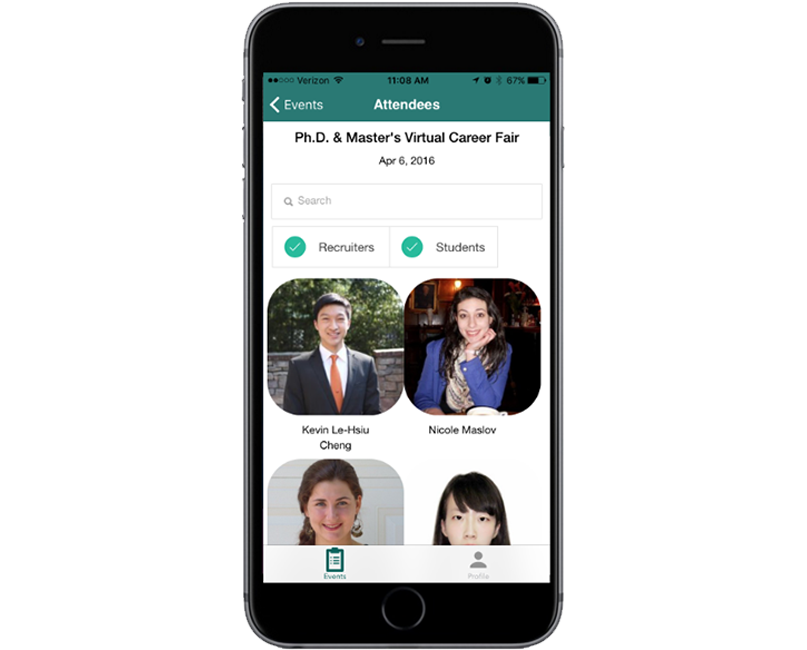 Verizon 11:08 AM 67%
Events Attendees
Ph.D. & Master's Virtual Career Fair
Apr 6, 2016
Search
Recruiters Students
Kevin Le-Hsiu
Cheng
Nicole Maslov
Events Profile